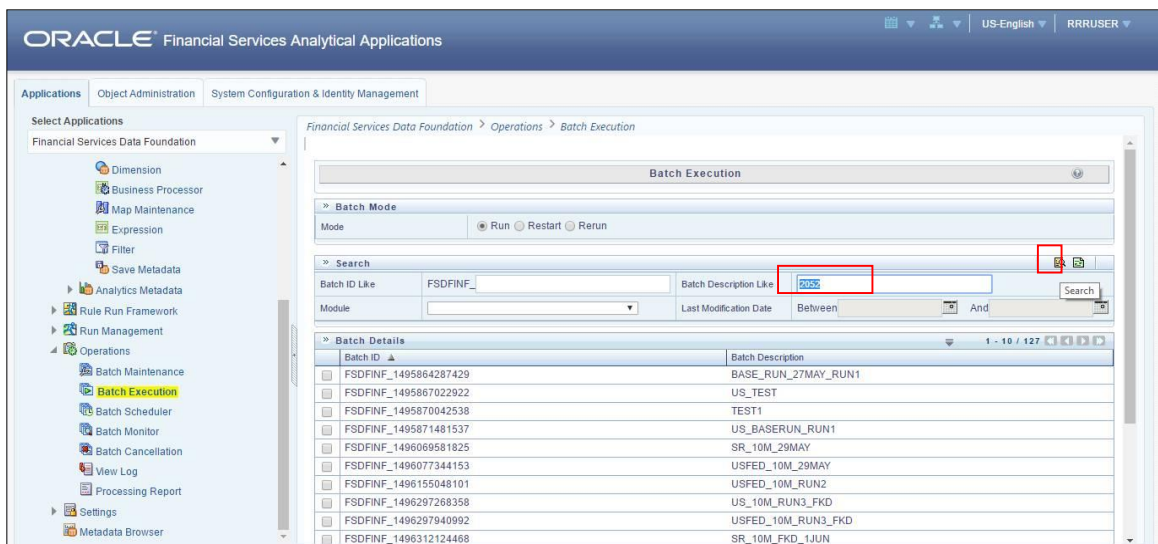 US-English
RRRUSER
ORACLE® Financial Services Analytical Applications
Applications
Object Administration
System Configuration & Identity Management
Select Applications
Financial Services Data Foundation
Dimension
Business Processor
Map Maintenance
Expression
Filter
Save Metadata
Analytics Metadata
Rule Run Framework
Run Management
Operations
Batch Maintenance
Batch Execution
Batch Scheduler
Batch Monitor
Batch Cancellation
View Log
Processing Report
Settings
Metadata Browser
Financial Services Data Foundation > Operations > Batch Execution
Batch Execution
» Batch Mode
Mode Run Restart Rerun
» Search
Batch ID Like FSDFINF_ Batch Description Like 2052
Search
Module Last Modification Date Between And
» Batch Details 1 - 10 / 127
Batch ID Batch Description
FSDFINF_1495864287429 BASE_RUN_27MAY_RUN1
FSDFINF_1495867022922 US_TEST
FSDFINF_1495870042538 TEST1
FSDFINF_1495871481537 US_BASERUN_RUN1
FSDFINF_1496069581825 SR_10M_29MAY
FSDFINF_1496077344153 USFED_10M_29MAY
FSDFINF_1496155048101 USFED_10M_RUN2
FSDFINF_1496297268358 US_10M_RUN3_FKD
FSDFINF_1496297940992 USFED_10M_RUN3_FKD
FSDFINF_1496312124468 SR_10M_FKD_1JUN